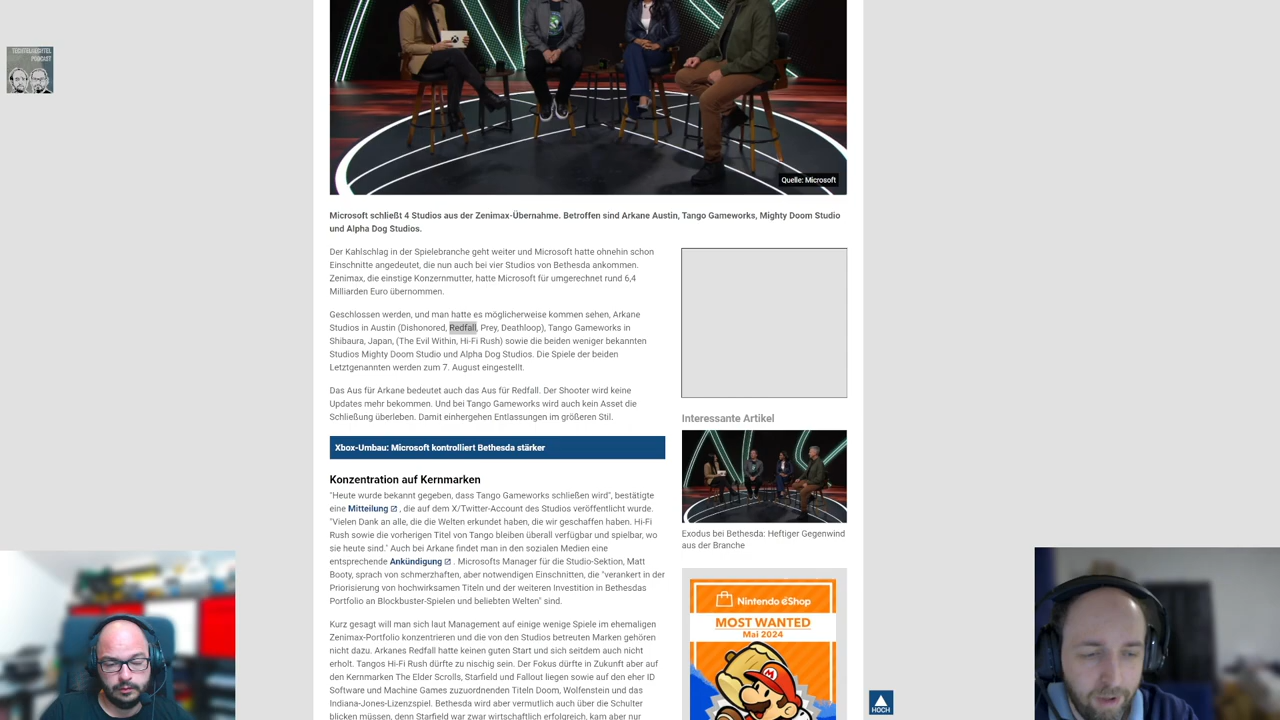 TECHTELMECHTEL
PODCAST
Quelle: Microsoft
Microsoft schließt 4 Studios aus der Zenimax-Übernahme. Betroffen sind Arkane Austin, Tango Gameworks, Mighty Doom Studio
und Alpha Dog Studios.
Der Kahlschlag in der Spielebranche geht weiter und Microsoft hatte ohnehin schon
Einschnitte angedeutet, die nun auch bei vier Studios von Bethesda ankommen.
Zenimax, die einstige Konzernmutter, hatte Microsoft für umgerechnet rund 6,4
Milliarden Euro übernommen.
Geschlossen werden, und man hatte es möglicherweise kommen sehen, Arkane
Studios in Austin (Dishonored, Redfall, Prey, Deathloop), Tango Gameworks in
Shibaura, Japan, (The Evil Within, Hi-Fi Rush) sowie die beiden weniger bekannten
Studios Mighty Doom Studio und Alpha Dog Studios. Die Spiele der beiden
Letztgenannten werden zum 7. August eingestellt.
Das Aus für Arkane bedeutet auch das Aus für Redfall. Der Shooter wird keine
Updates mehr bekommen. Und bei Tango Gameworks wird auch kein Asset die
Schließung überleben. Damit einhergehen Entlassungen im größeren Stil.
Xbox-Umbau: Microsoft kontrolliert Bethesda stärker
Konzentration auf Kernmarken
"Heute wurde bekannt gegeben, dass Tango Gameworks schließen wird", bestätigte
eine Mitteilung , die auf dem X/Twitter-Account des Studios veröffentlicht wurde.
"Vielen Dank an alle, die die Welten erkundet haben, die wir geschaffen haben. Hi-Fi
Rush sowie die vorherigen Titel von Tango bleiben überall verfügbar und spielbar, wo
sie heute sind." Auch bei Arkane findet man in den sozialen Medien eine
entsprechende Ankündigung . Microsofts Manager für die Studio-Sektion, Matt
Booty, sprach von schmerzhaften, aber notwendigen Einschnitten, die "verankert in der
Priorisierung von hochwirksamen Titeln und der weiteren Investition in Bethesdas
Portfolio an Blockbuster-Spielen und beliebten Welten" sind.
Kurz gesagt will man sich laut Management auf einige wenige Spiele im ehemaligen
Zenimax-Portfolio konzentrieren und die von den Studios betreuten Marken gehören
nicht dazu. Arkanes Redfall hatte keinen guten Start und sich seitdem auch nicht
erholt. Tangos Hi-Fi Rush dürfte zu nischig sein. Der Fokus dürfte in Zukunft aber auf
den Kernmarken The Elder Scrolls, Starfield und Fallout liegen sowie auf den eher ID
Software und Machine Games zuzuordnenden Titeln Doom, Wolfenstein und das
Indiana-Jones-Lizenzspiel. Bethesda wird aber vermutlich auch über die Schulter
blicken müssen, denn Starfield war zwar wirtschaftlich erfolgreich, kam aber nur
Interessante Artikel
Exodus bei Bethesda: Heftiger Gegenwind
aus der Branche
Nintendo eShop
MOST WANTED
Mai 2024
HOCH